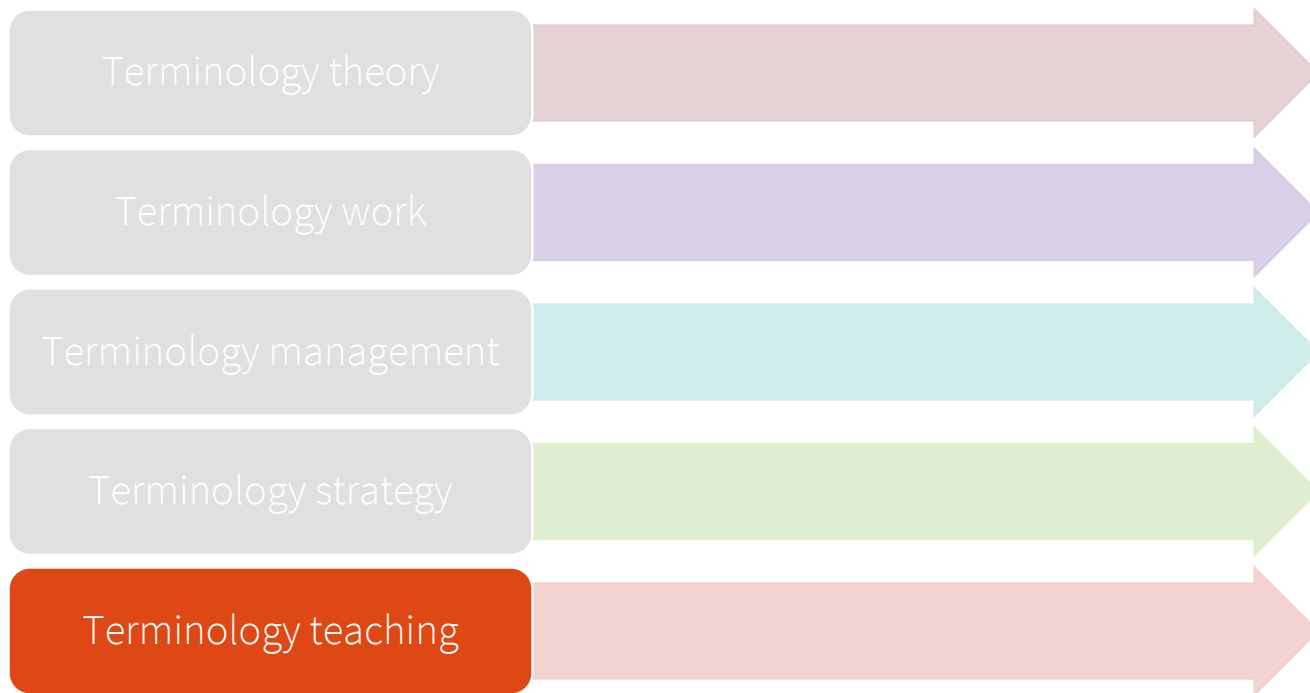 Terminology theory
Terminology work
Terminology management
Terminology strategy
Terminology teaching